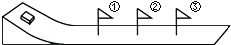 ① ② ③